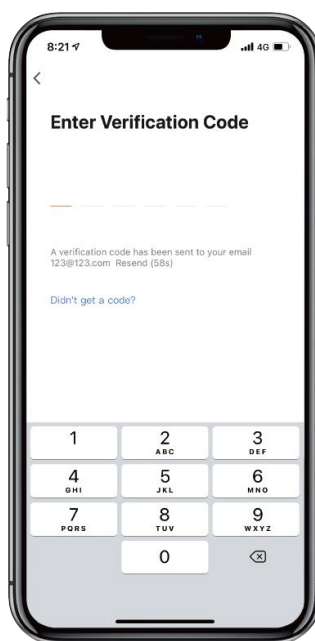 8:21
4G
Enter Verification Code
A verification code has been sent to your email
123@123.com Resend (58s)
Didn't get a code?
1
2
ABC
3
DEF
4
GHI
5
JKL
6
MNO
7
PQRS
8
TUV
9
WXYZ
0